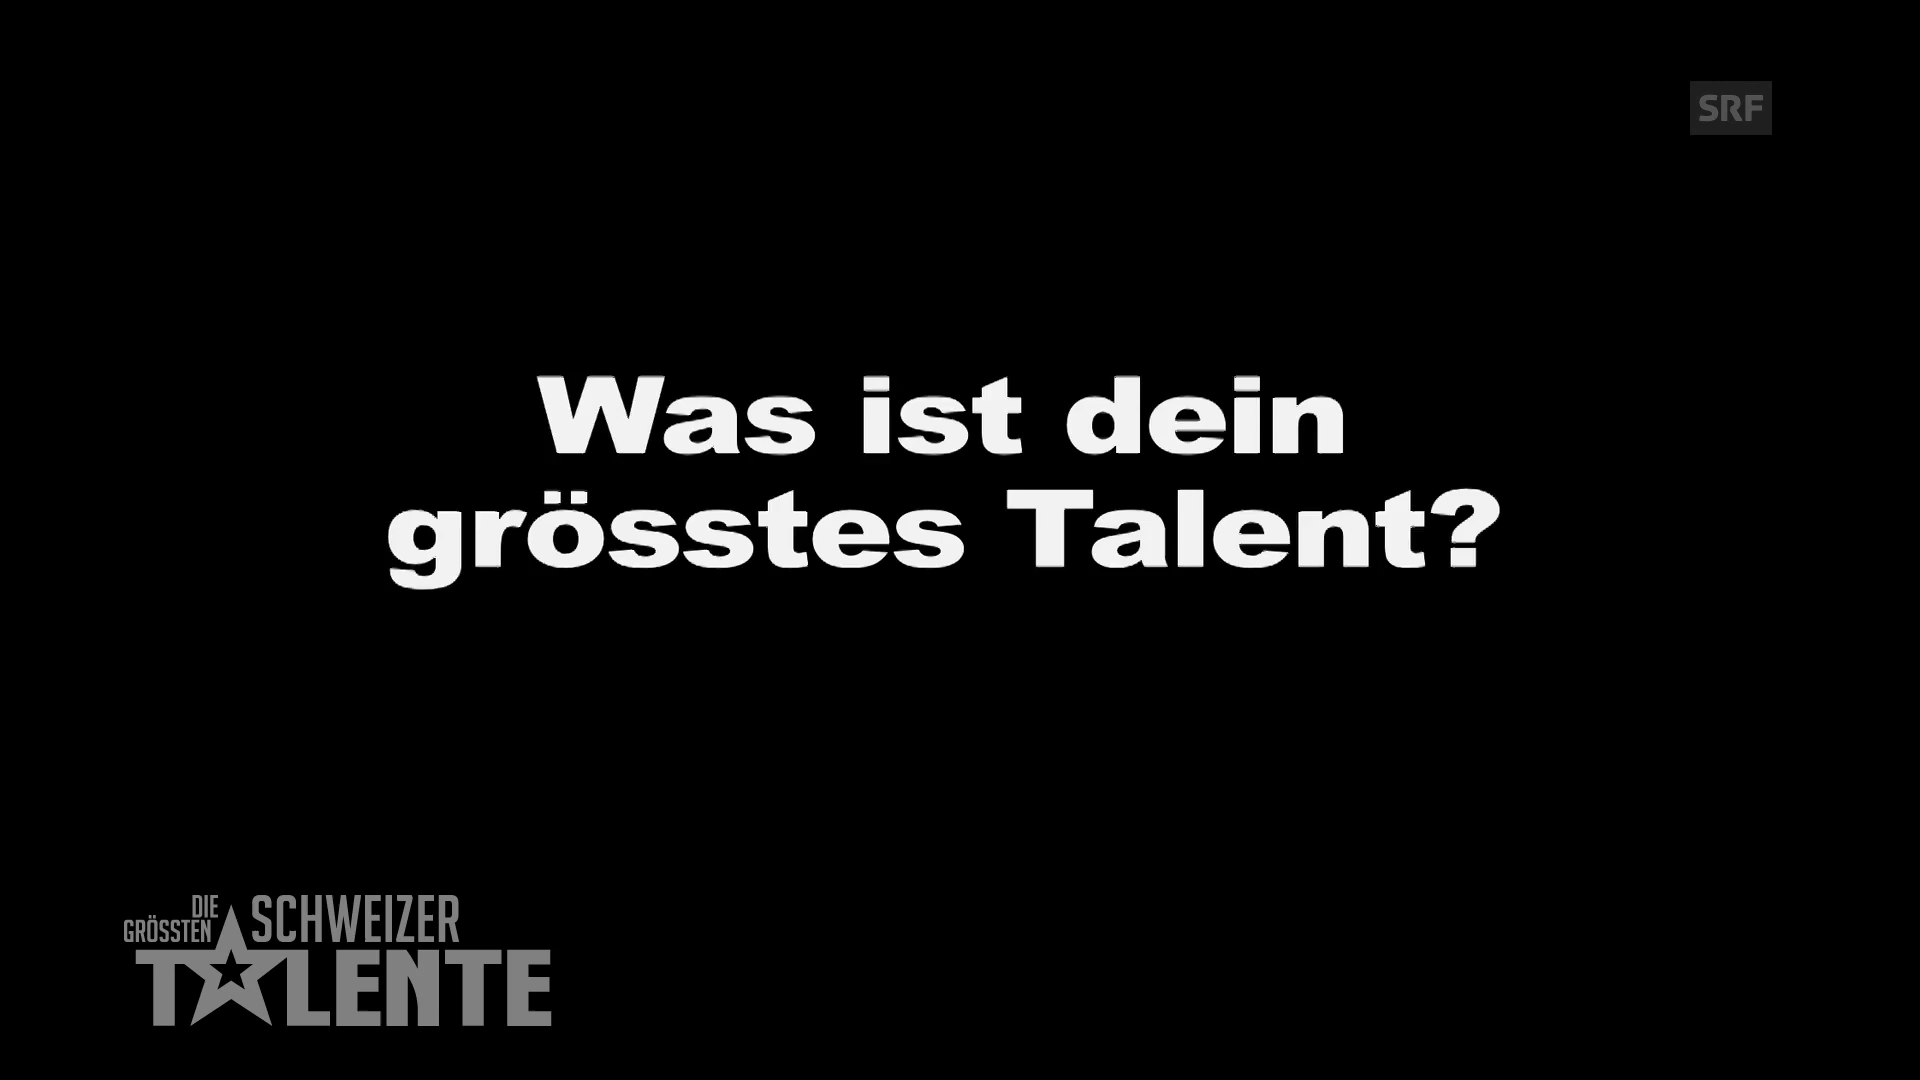 SRF
Was ist dein
grösstes Talent?
DIE
GRÖSSTEN
SCHWEIZER
TALENTE